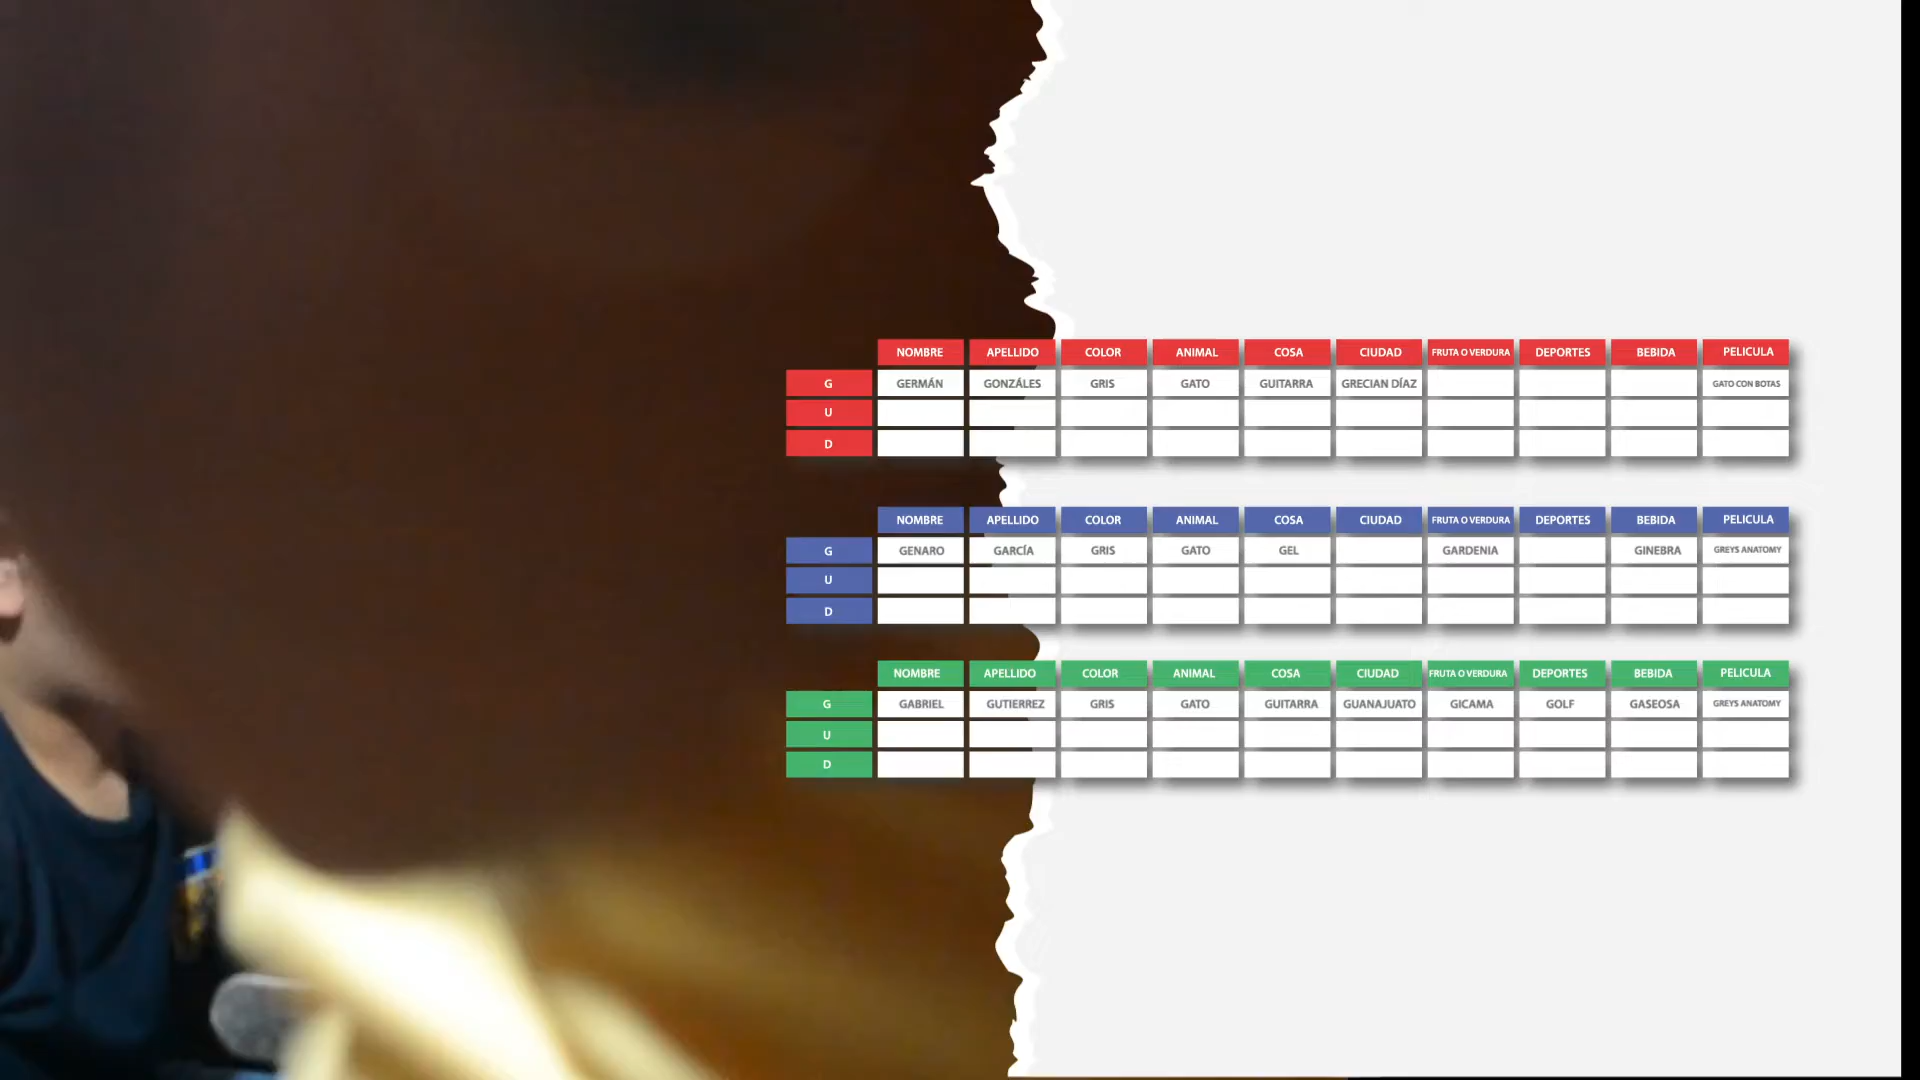 NOMBRE APELLIDO COLOR ANIMAL COSA CIUDAD FRUTA O VERDURA DEPORTES BEBIDA PELICULA
G GERMÁN GONZÁLES GRIS GATO GUITARRA GRECIAN DÍAZ GATO CON BOTAS
U
D
NOMBRE APELLIDO COLOR ANIMAL COSA CIUDAD FRUTA O VERDURA DEPORTES BEBIDA PELICULA
G GENARO GARCÍA GRIS GATO GEL GARDENIA GINEBRA GREYS ANATOMY
U
D
NOMBRE APELLIDO COLOR ANIMAL COSA CIUDAD FRUTA O VERDURA DEPORTES BEBIDA PELICULA
G GABRIEL GUTIERREZ GRIS GATO GUITARRA GUANAJUATO GICAMA GOLF GASEOSA GREYS ANATOMY
U
D